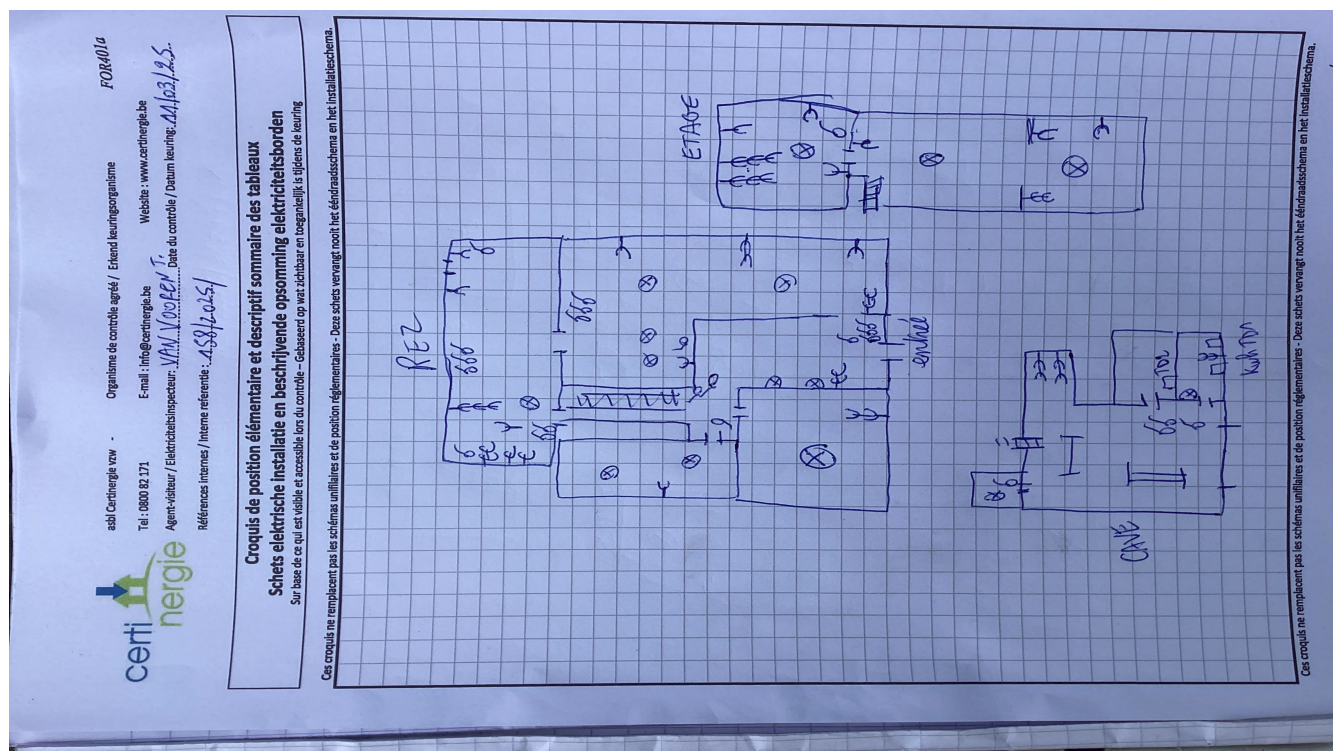 certi
nergie
asbl Certinergie vzw - Organisme de contrôle agréé / Erkend keuringsorganisme FOR401a
Tel : 0800 82 171 E-mail : Info@certinergie.be Website : www.certinergie.be
Agent-visiteur / Elektriciteitsinspecteur: VAN VOOREN T. Date du contrôle / Datum keuring: 11/03/25.
Références internes / Interne referentie : 158/2025/
Croquis de position élémentaire et descriptif sommaire des tableaux
Schets elektrische installatie en beschrijvende opsomming elektriciteitsborden
Sur base de ce qui est visible et accessible lors du contrôle – Gebaseerd op wat zichtbaar en toegankelijk is tijdens de keuring
Ces croquis ne remplacent pas les schémas unifilaires et de position réglementaires - Deze schets vervangt nooit het ééndraadsschema en het installatieschema.
REZ
ETAGE
entrée
CAVE
Ces croquis ne remplacent pas les schémas unifilaires et de position réglementaires - Deze schets vervangt nooit het ééndraadsschema en het installatieschema.